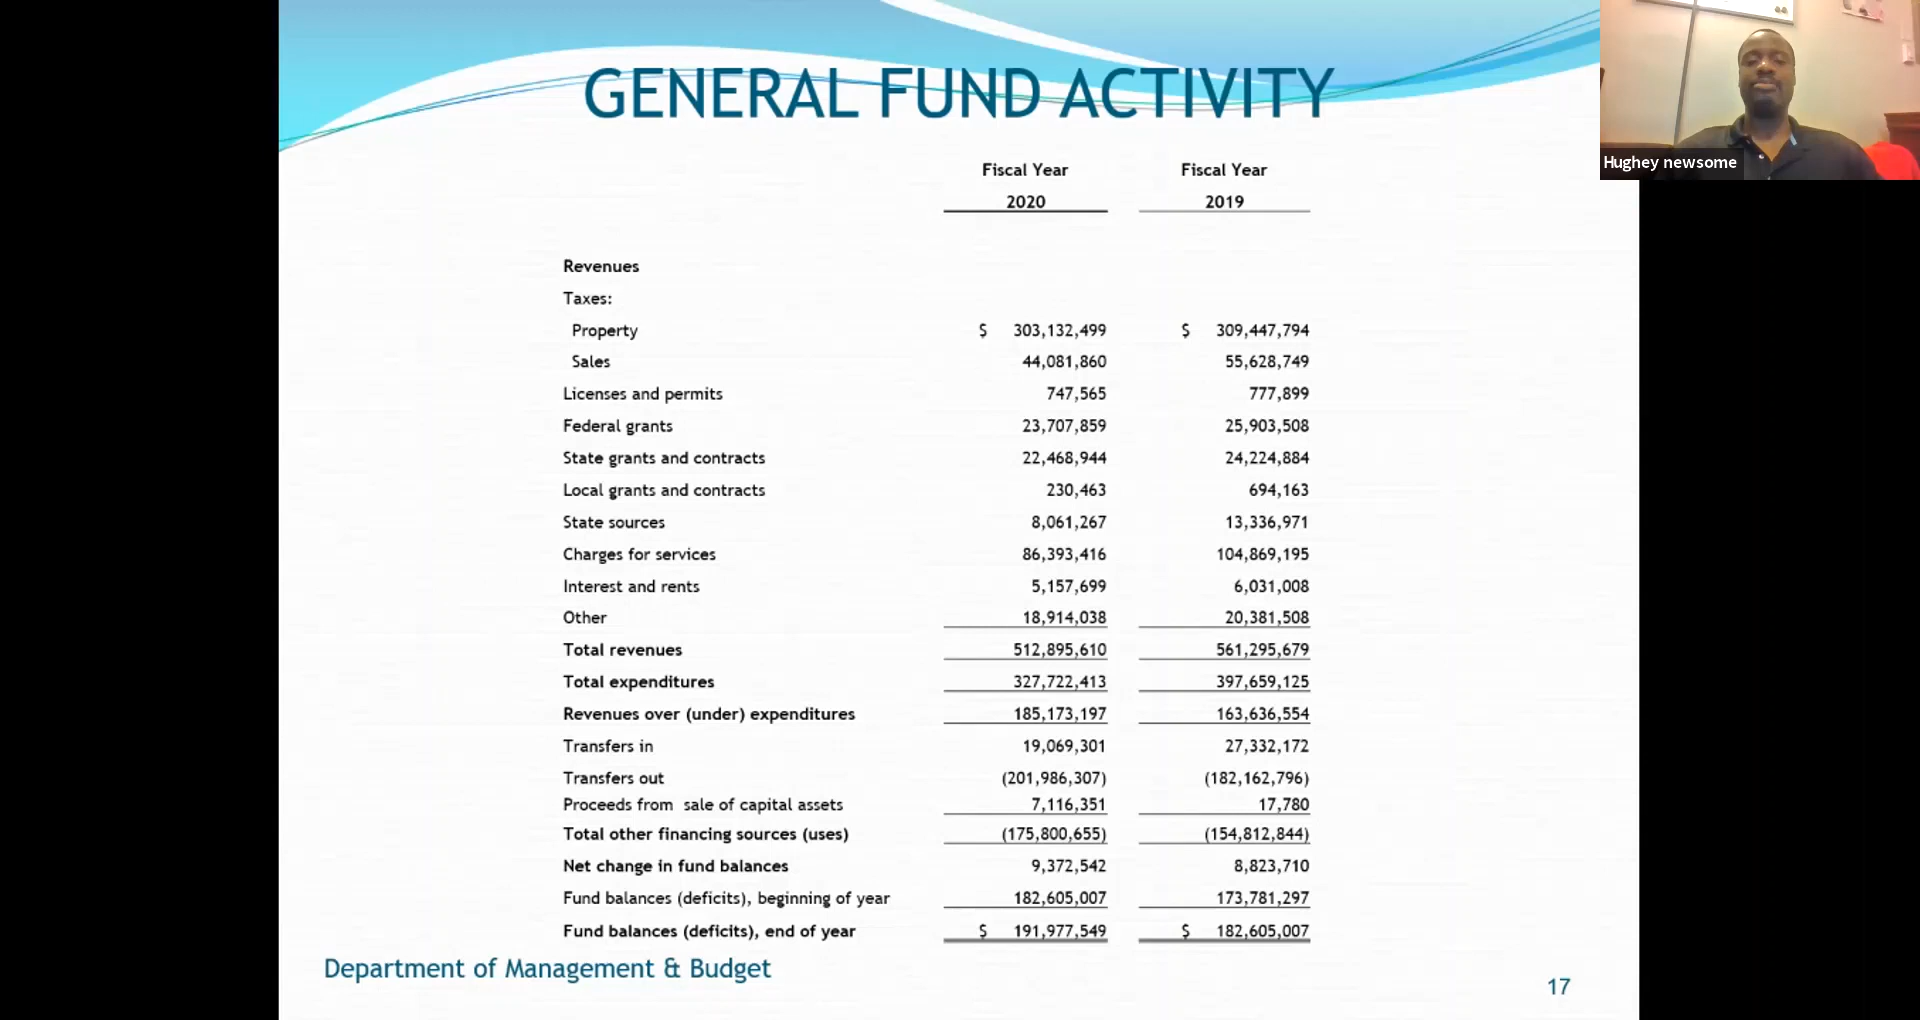 GENERAL FUND ACTIVITY
Hughey newsome
Fiscal Year Fiscal Year
2020 2019
Revenues
Taxes:
Property $ 303,132,499 $ 309,447,794
Sales 44,081,860 55,628,749
Licenses and permits 747,565 777,899
Federal grants 23,707,859 25,903,508
State grants and contracts 22,468,944 24,224,884
Local grants and contracts 230,463 694,163
State sources 8,061,267 13,336,971
Charges for services 86,393,416 104,869,195
Interest and rents 5,157,699 6,031,008
Other 18,914,038 20,381,508
Total revenues 512,895,610 561,295,679
Total expenditures 327,722,413 397,659,125
Revenues over (under) expenditures 185,173,197 163,636,554
Transfers in 19,069,301 27,332,172
Transfers out (201,986,307) (182,162,796)
Proceeds from sale of capital assets 7,116,351 17,780
Total other financing sources (uses) (175,800,655) (154,812,844)
Net change in fund balances 9,372,542 8,823,710
Fund balances (deficits), beginning of year 182,605,007 173,781,297
Fund balances (deficits), end of year $ 191,977,549 $ 182,605,007
Department of Management & Budget
17